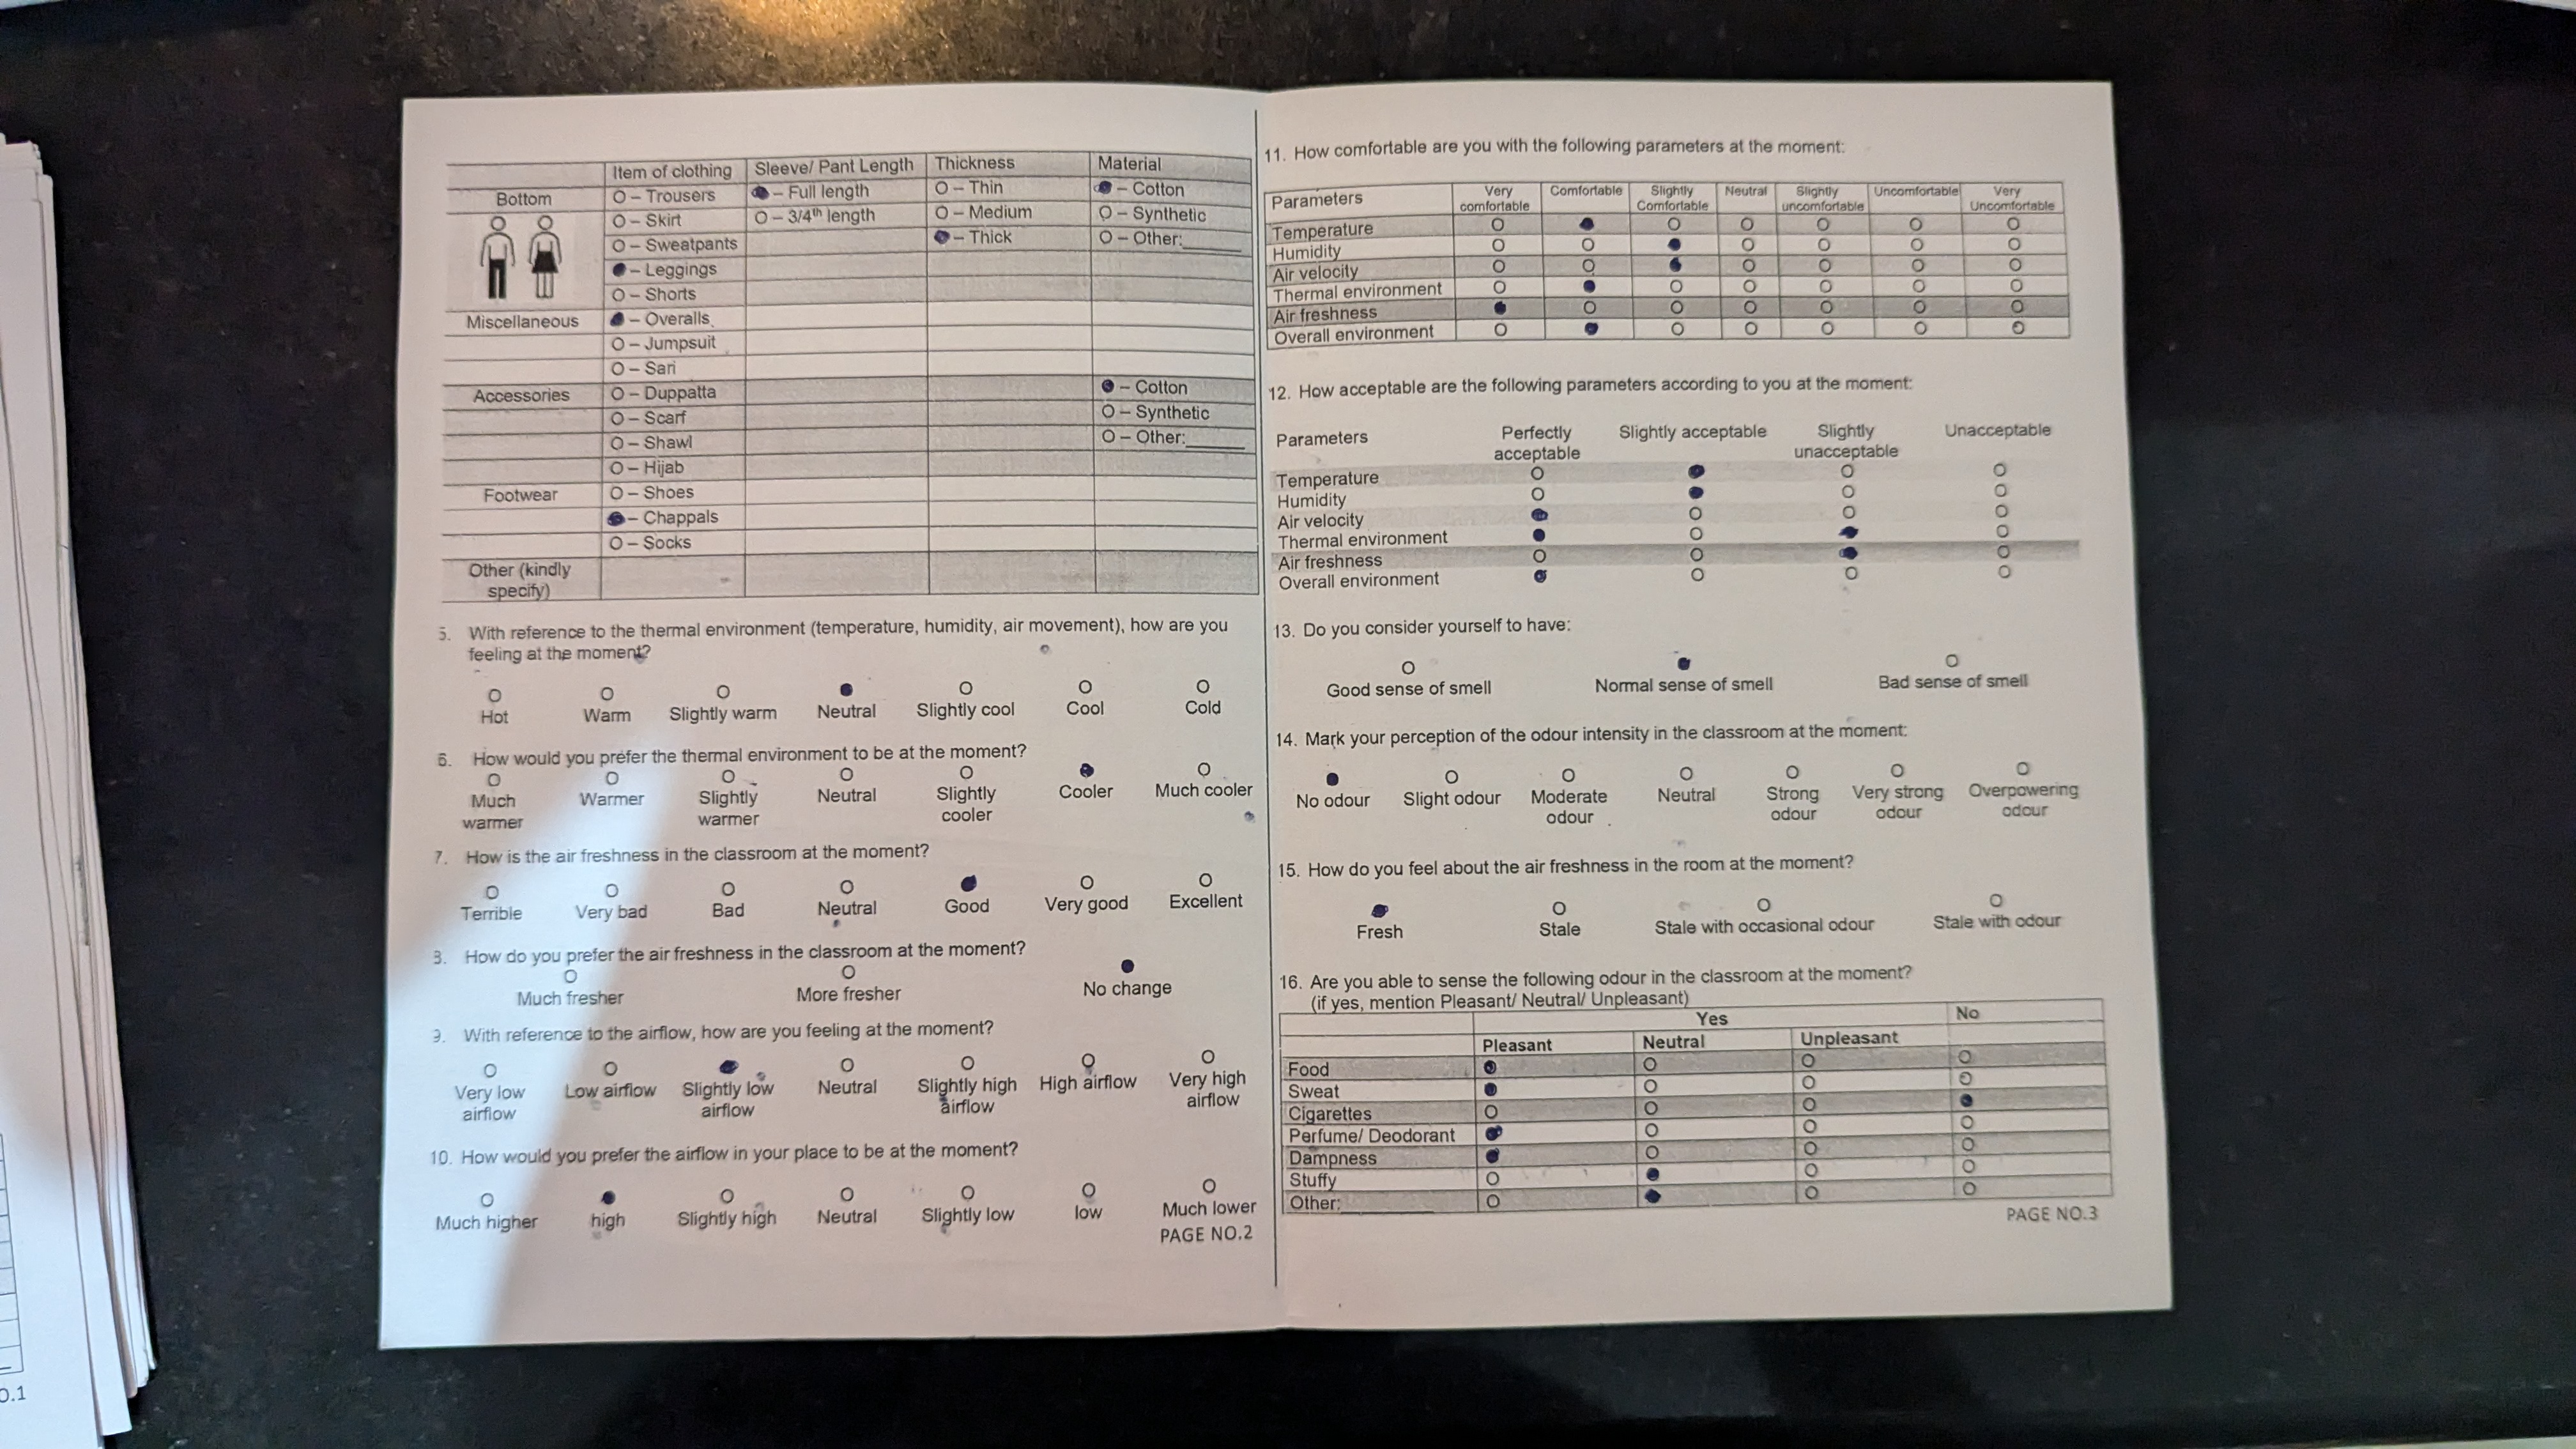 Item of clothing Sleeve/ Pant Length Thickness Material
Bottom O – Trousers ● – Full length O – Thin ● – Cotton
O – Skirt O – 3/4th length O – Medium O – Synthetic
O – Sweatpants ● – Thick O – Other:______
● – Leggings
O – Shorts
Miscellaneous ● – Overalls
O – Jumpsuit
O – Sari
Accessories O – Duppatta ● – Cotton
O – Scarf O – Synthetic
O – Shawl O – Other:______
O – Hijab
Footwear O – Shoes
● – Chappals
O – Socks
Other (kindly
specify)
5. With reference to the thermal environment (temperature, humidity, air movement), how are you
feeling at the moment?
O O O ● O O O
Hot Warm Slightly warm Neutral Slightly cool Cool Cold
6. How would you prefer the thermal environment to be at the moment?
O O O O O ● O
Much Warmer Slightly Neutral Slightly Cooler Much cooler
warmer warmer cooler
7. How is the air freshness in the classroom at the moment?
O O O O ● O O
Terrible Very bad Bad Neutral Good Very good Excellent
8. How do you prefer the air freshness in the classroom at the moment?
O O ●
Much fresher More fresher No change
9. With reference to the airflow, how are you feeling at the moment?
O O ● O O O O
Very low Low airflow Slightly low Neutral Slightly high High airflow Very high
airflow airflow airflow airflow
10. How would you prefer the airflow in your place to be at the moment?
O ● O O O O O
Much higher high Slightly high Neutral Slightly low low Much lower
PAGE NO.2
11. How comfortable are you with the following parameters at the moment:
Parameters Very Comfortable Slightly Neutral Slightly Uncomfortable Very
comfortable Comfortable uncomfortable Uncomfortable
Temperature O ● O O O O O
Humidity O O ● O O O O
Air velocity O O ● O O O O
Thermal environment O ● O O O O O
Air freshness ● O O O O O O
Overall environment O ● O O O O O
12. How acceptable are the following parameters according to you at the moment:
Parameters Perfectly Slightly acceptable Slightly Unacceptable
acceptable unacceptable
Temperature O ● O O
Humidity O ● O O
Air velocity ● O O O
Thermal environment ● O ● O
Air freshness O O ● O
Overall environment ● O O O
13. Do you consider yourself to have:
O ● O
Good sense of smell Normal sense of smell Bad sense of smell
14. Mark your perception of the odour intensity in the classroom at the moment:
● O O O O O O
No odour Slight odour Moderate Neutral Strong Very strong Overpowering
odour odour odour odour
15. How do you feel about the air freshness in the room at the moment?
● O O O
Fresh Stale Stale with occasional odour Stale with odour
16. Are you able to sense the following odour in the classroom at the moment?
(if yes, mention Pleasant/ Neutral/ Unpleasant)
Yes No
Pleasant Neutral Unpleasant
Food ● O O O
Sweat ● O O O
Cigarettes O O O ●
Perfume/ Deodorant ● O O O
Dampness ● O O O
Stuffy O ● O O
Other:________ O ● O O
PAGE NO.3
O.1